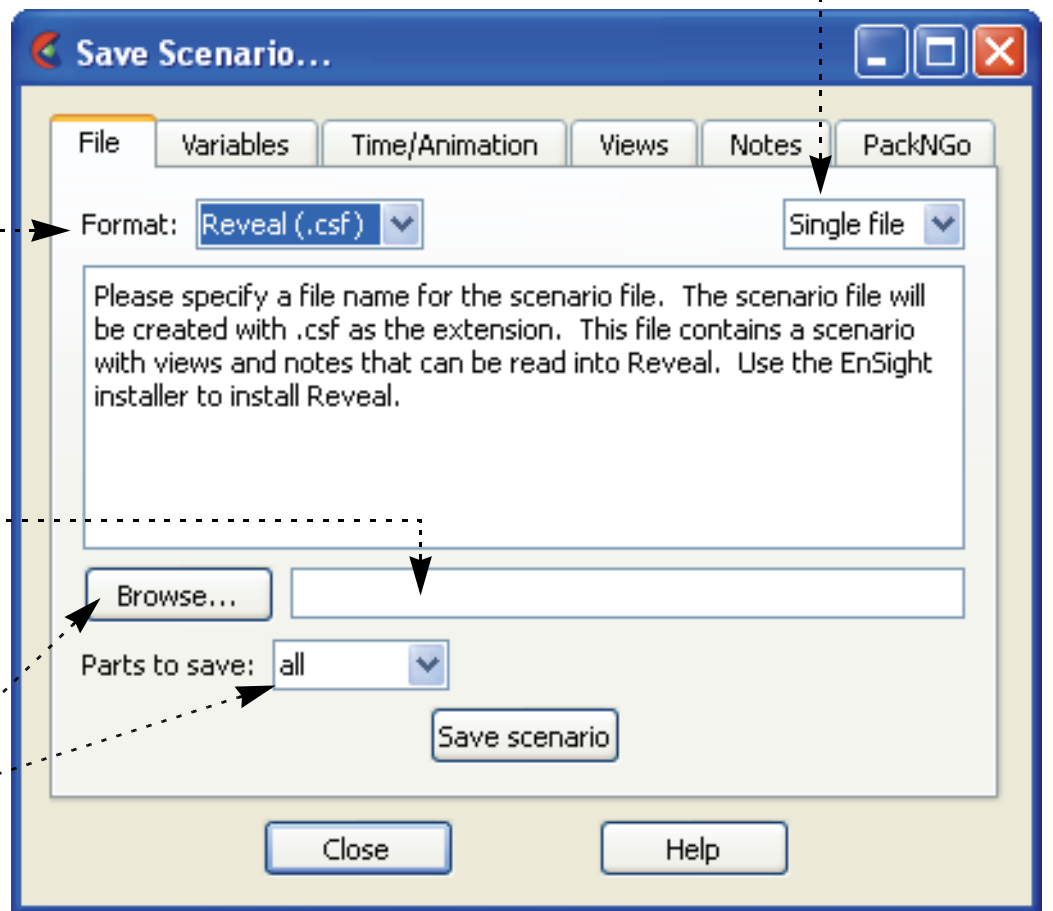 Save Scenario...
File Variables Time/Animation Views Notes PackNGo
Format: Reveal (.csf) Single file
Please specify a file name for the scenario file.  The scenario file will
be created with .csf as the extension.  This file contains a scenario
with views and notes that can be read into Reveal.  Use the EnSight
installer to install Reveal.
Browse...
Parts to save: all
Save scenario
Close Help